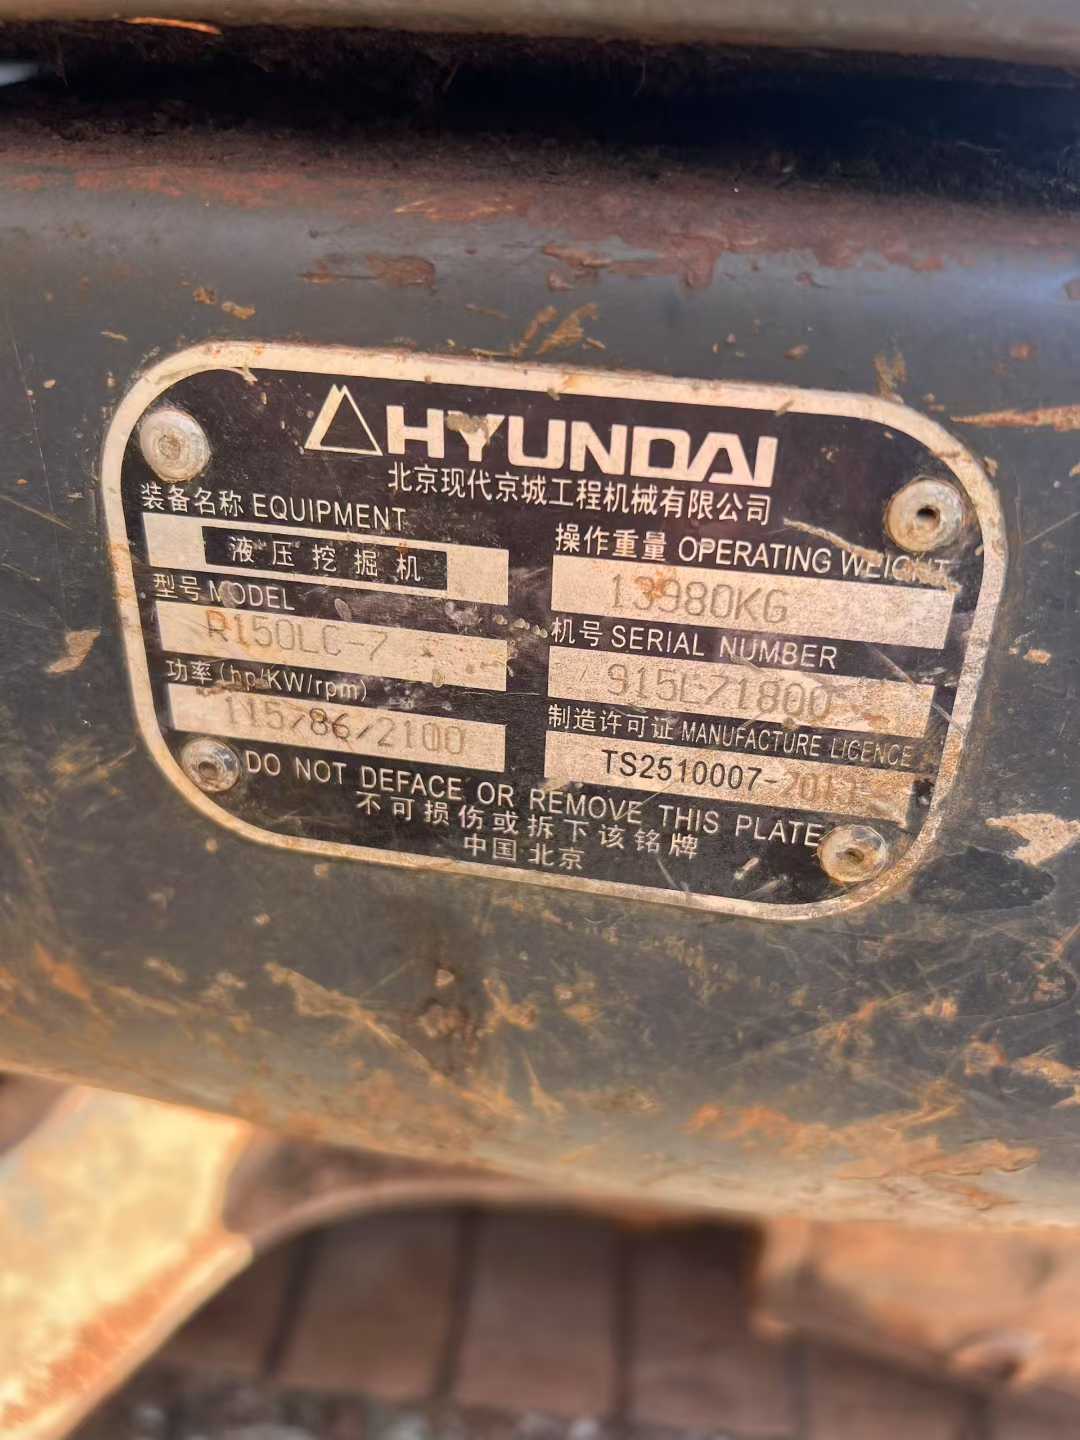 HYUNDAI
北京现代京城工程机械有限公司
装备名称 EQUIPMENT
液压挖掘机
操作重量 OPERATING WEIGHT
13980KG
型号 MODEL
R150LC-7
机号 SERIAL NUMBER
功率 (hp/KW/rpm)
115/86/2100
制造许可证 MANUFACTURE LIGENCE
TS2510007-
DO NOT DEFACE OR REMOVE THIS PLATE
不可损伤或拆下该铭牌
中国 北京